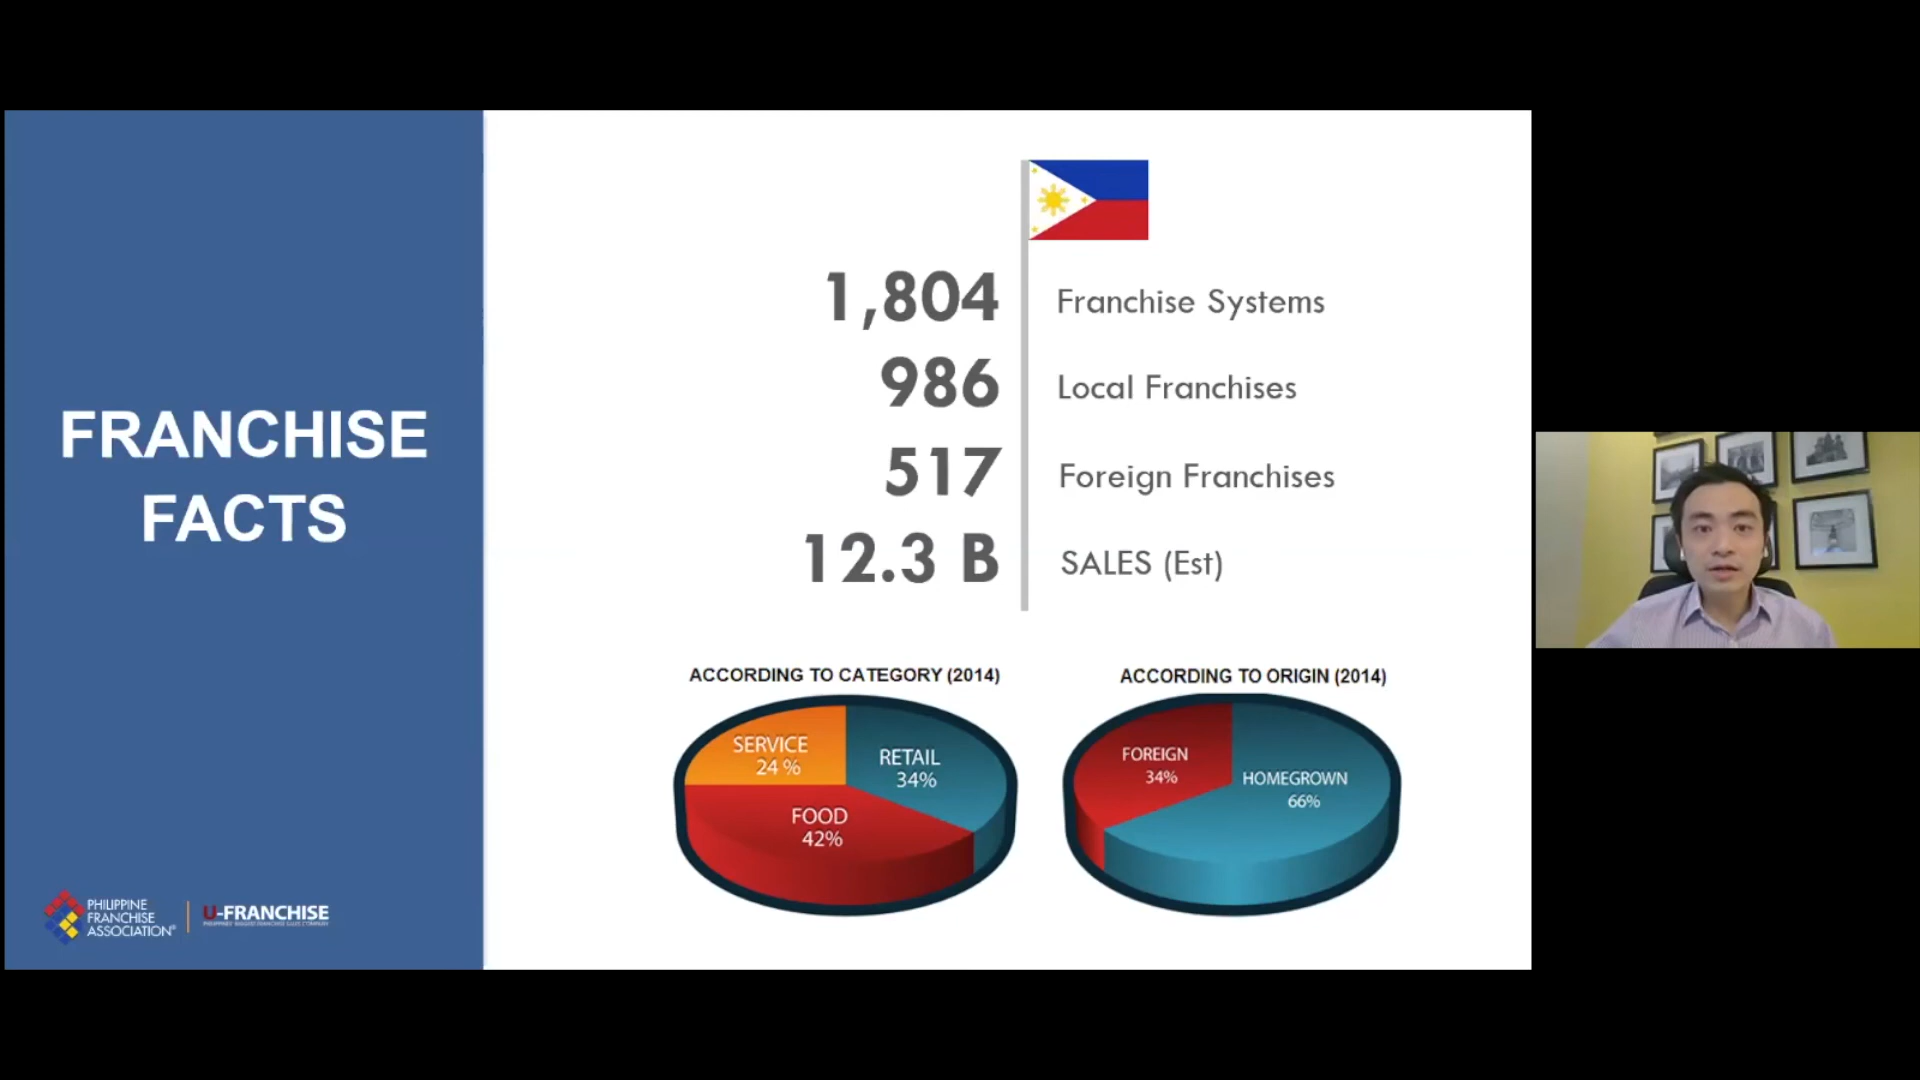 FRANCHISE
FACTS
1,804 Franchise Systems
986 Local Franchises
517 Foreign Franchises
12.3 B SALES (Est)
ACCORDING TO CATEGORY (2014)
SERVICE
24 %
RETAIL
34%
FOOD
42%
ACCORDING TO ORIGIN (2014)
FOREIGN
34%
HOMEGROWN
66%
PHILIPPINE
FRANCHISE
ASSOCIATION®
U-FRANCHISE